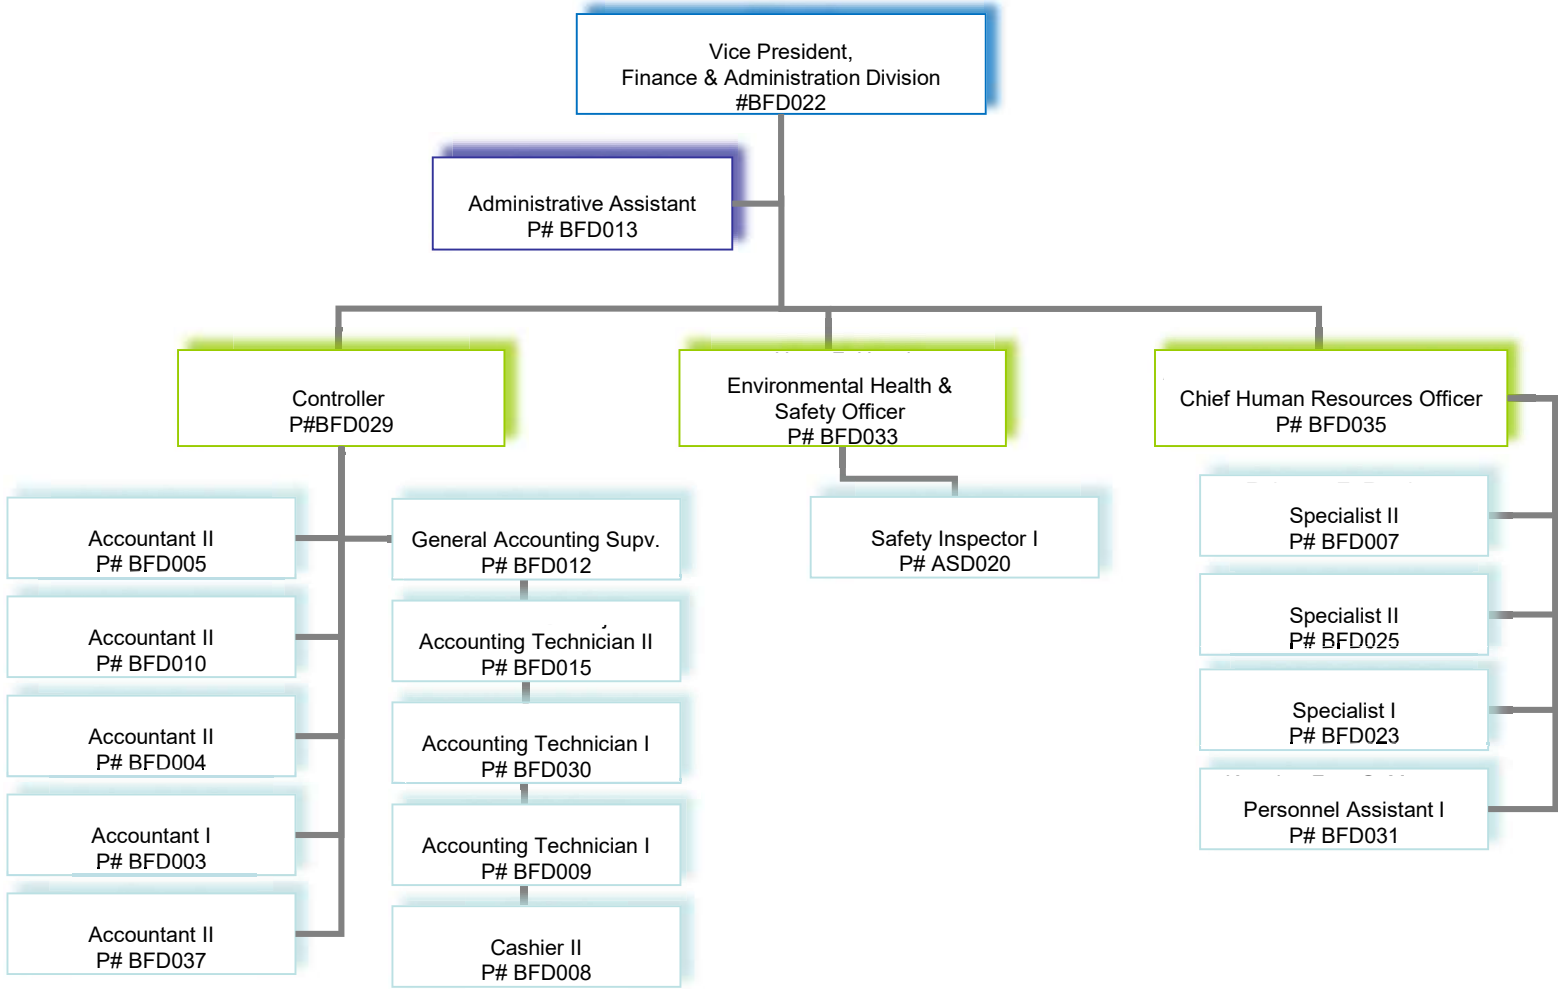 Vice President,
Finance & Administration Division
#BFD022
Administrative Assistant
P# BFD013
Controller
P#BFD029
Environmental Health &
Safety Officer
P# BFD033
Chief Human Resources Officer
P# BFD035
Accountant II
P# BFD005
Accountant II
P# BFD010
Accountant II
P# BFD004
Accountant I
P# BFD003
Accountant II
P# BFD037
General Accounting Supv.
P# BFD012
Accounting Technician II
P# BFD015
Accounting Technician I
P# BFD030
Accounting Technician I
P# BFD009
Cashier II
P# BFD008
Safety Inspector I
P# ASD020
Specialist II
P# BFD007
Specialist II
P# BFD025
Specialist I
P# BFD023
Personnel Assistant I
P# BFD031